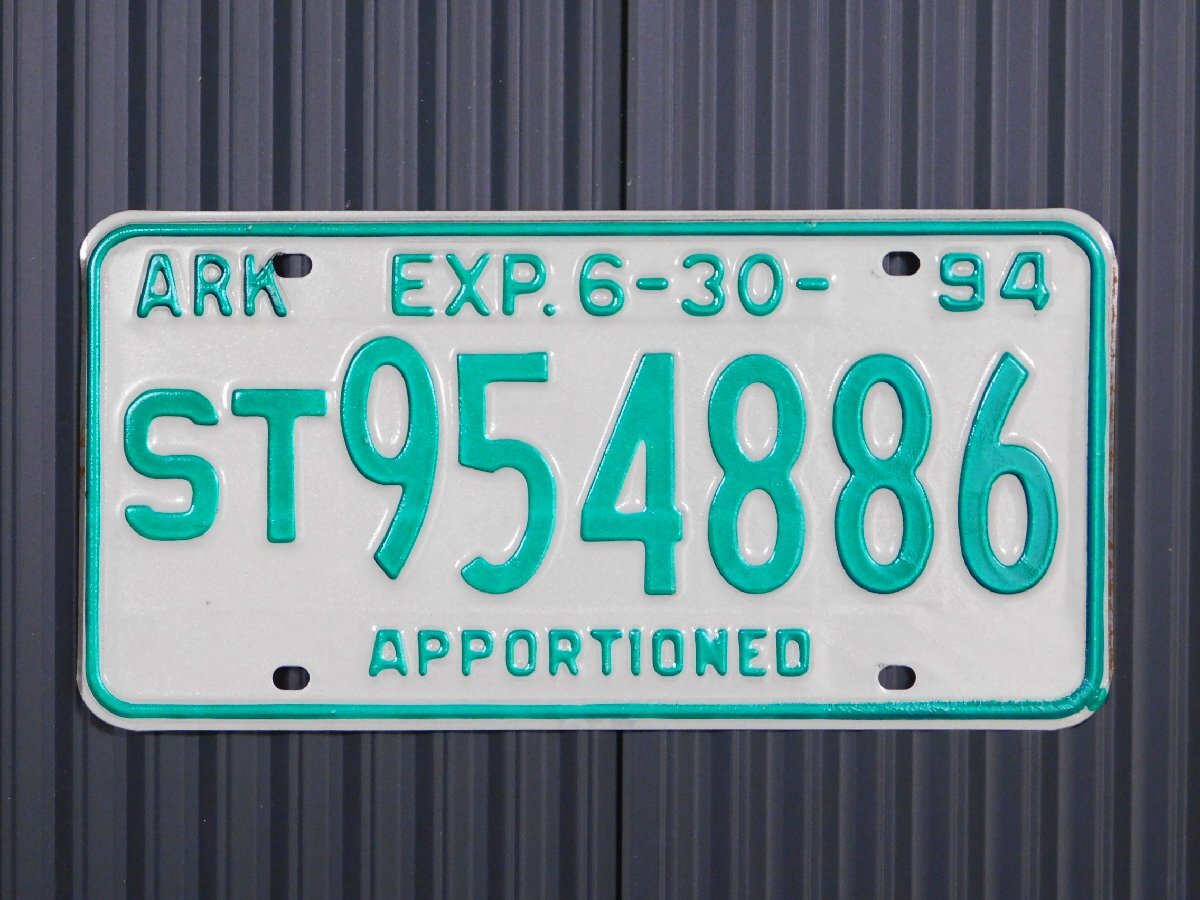 ARK EXP. 6-30- 94
ST954886
APPORTIONED